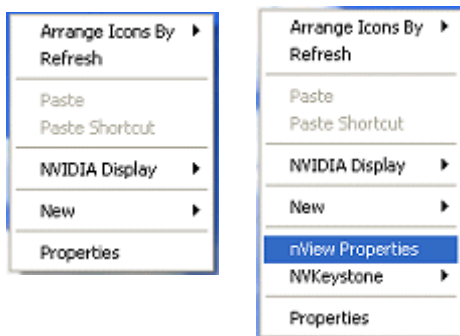 Arrange Icons By
Refresh
Paste
Paste Shortcut
NVIDIA Display
New
Properties
Arrange Icons By
Refresh
Paste
Paste Shortcut
NVIDIA Display
New
nView Properties
NVKeystone
Properties